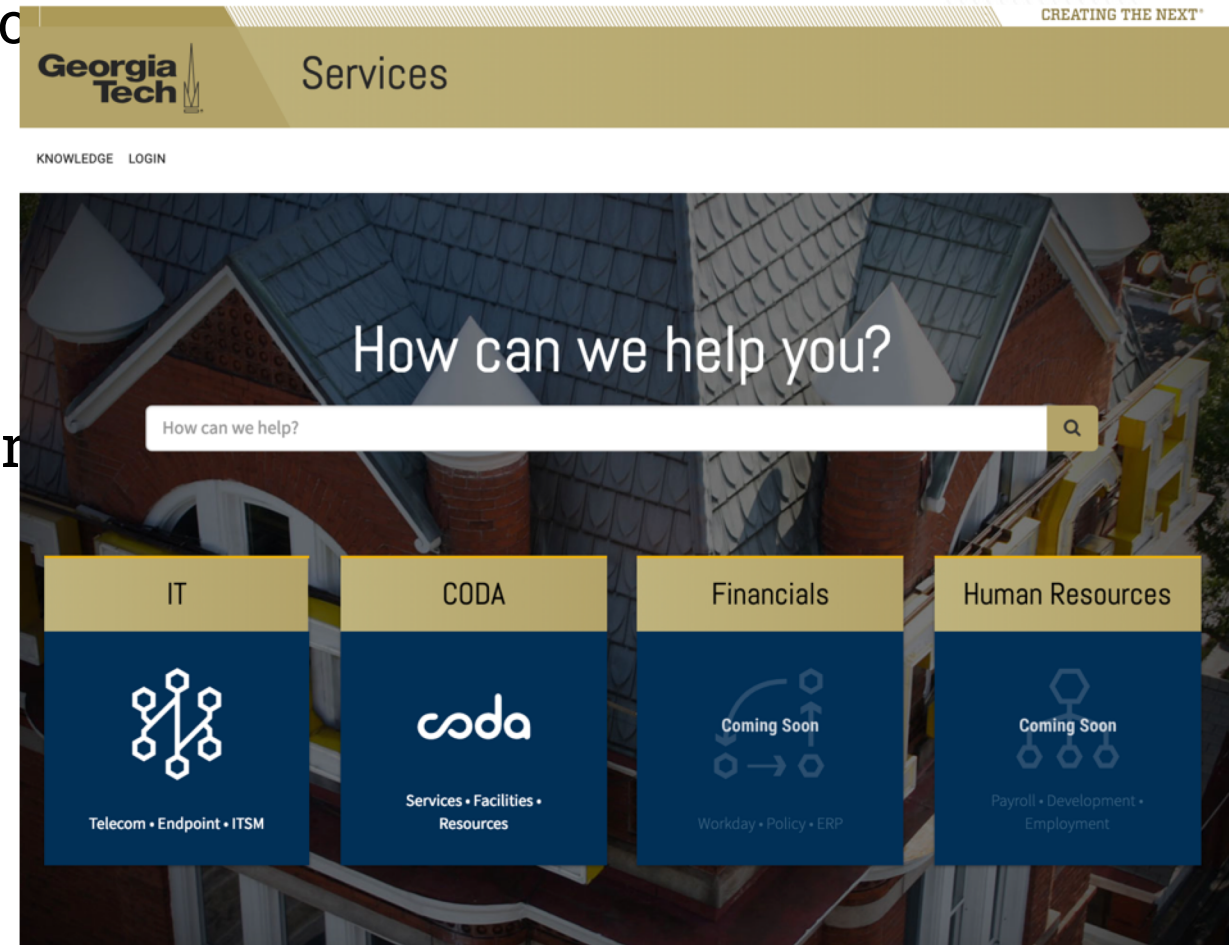 CREATING THE NEXT®
Georgia
Tech
Services
KNOWLEDGE LOGIN
How can we help you?
How can we help?
IT
CODA
Financials
Human Resources
coda
Coming Soon
Coming Soon
Telecom • Endpoint • ITSM
Services • Facilities •
Resources
Workday • Policy • ERP
Payroll • Development •
Employment